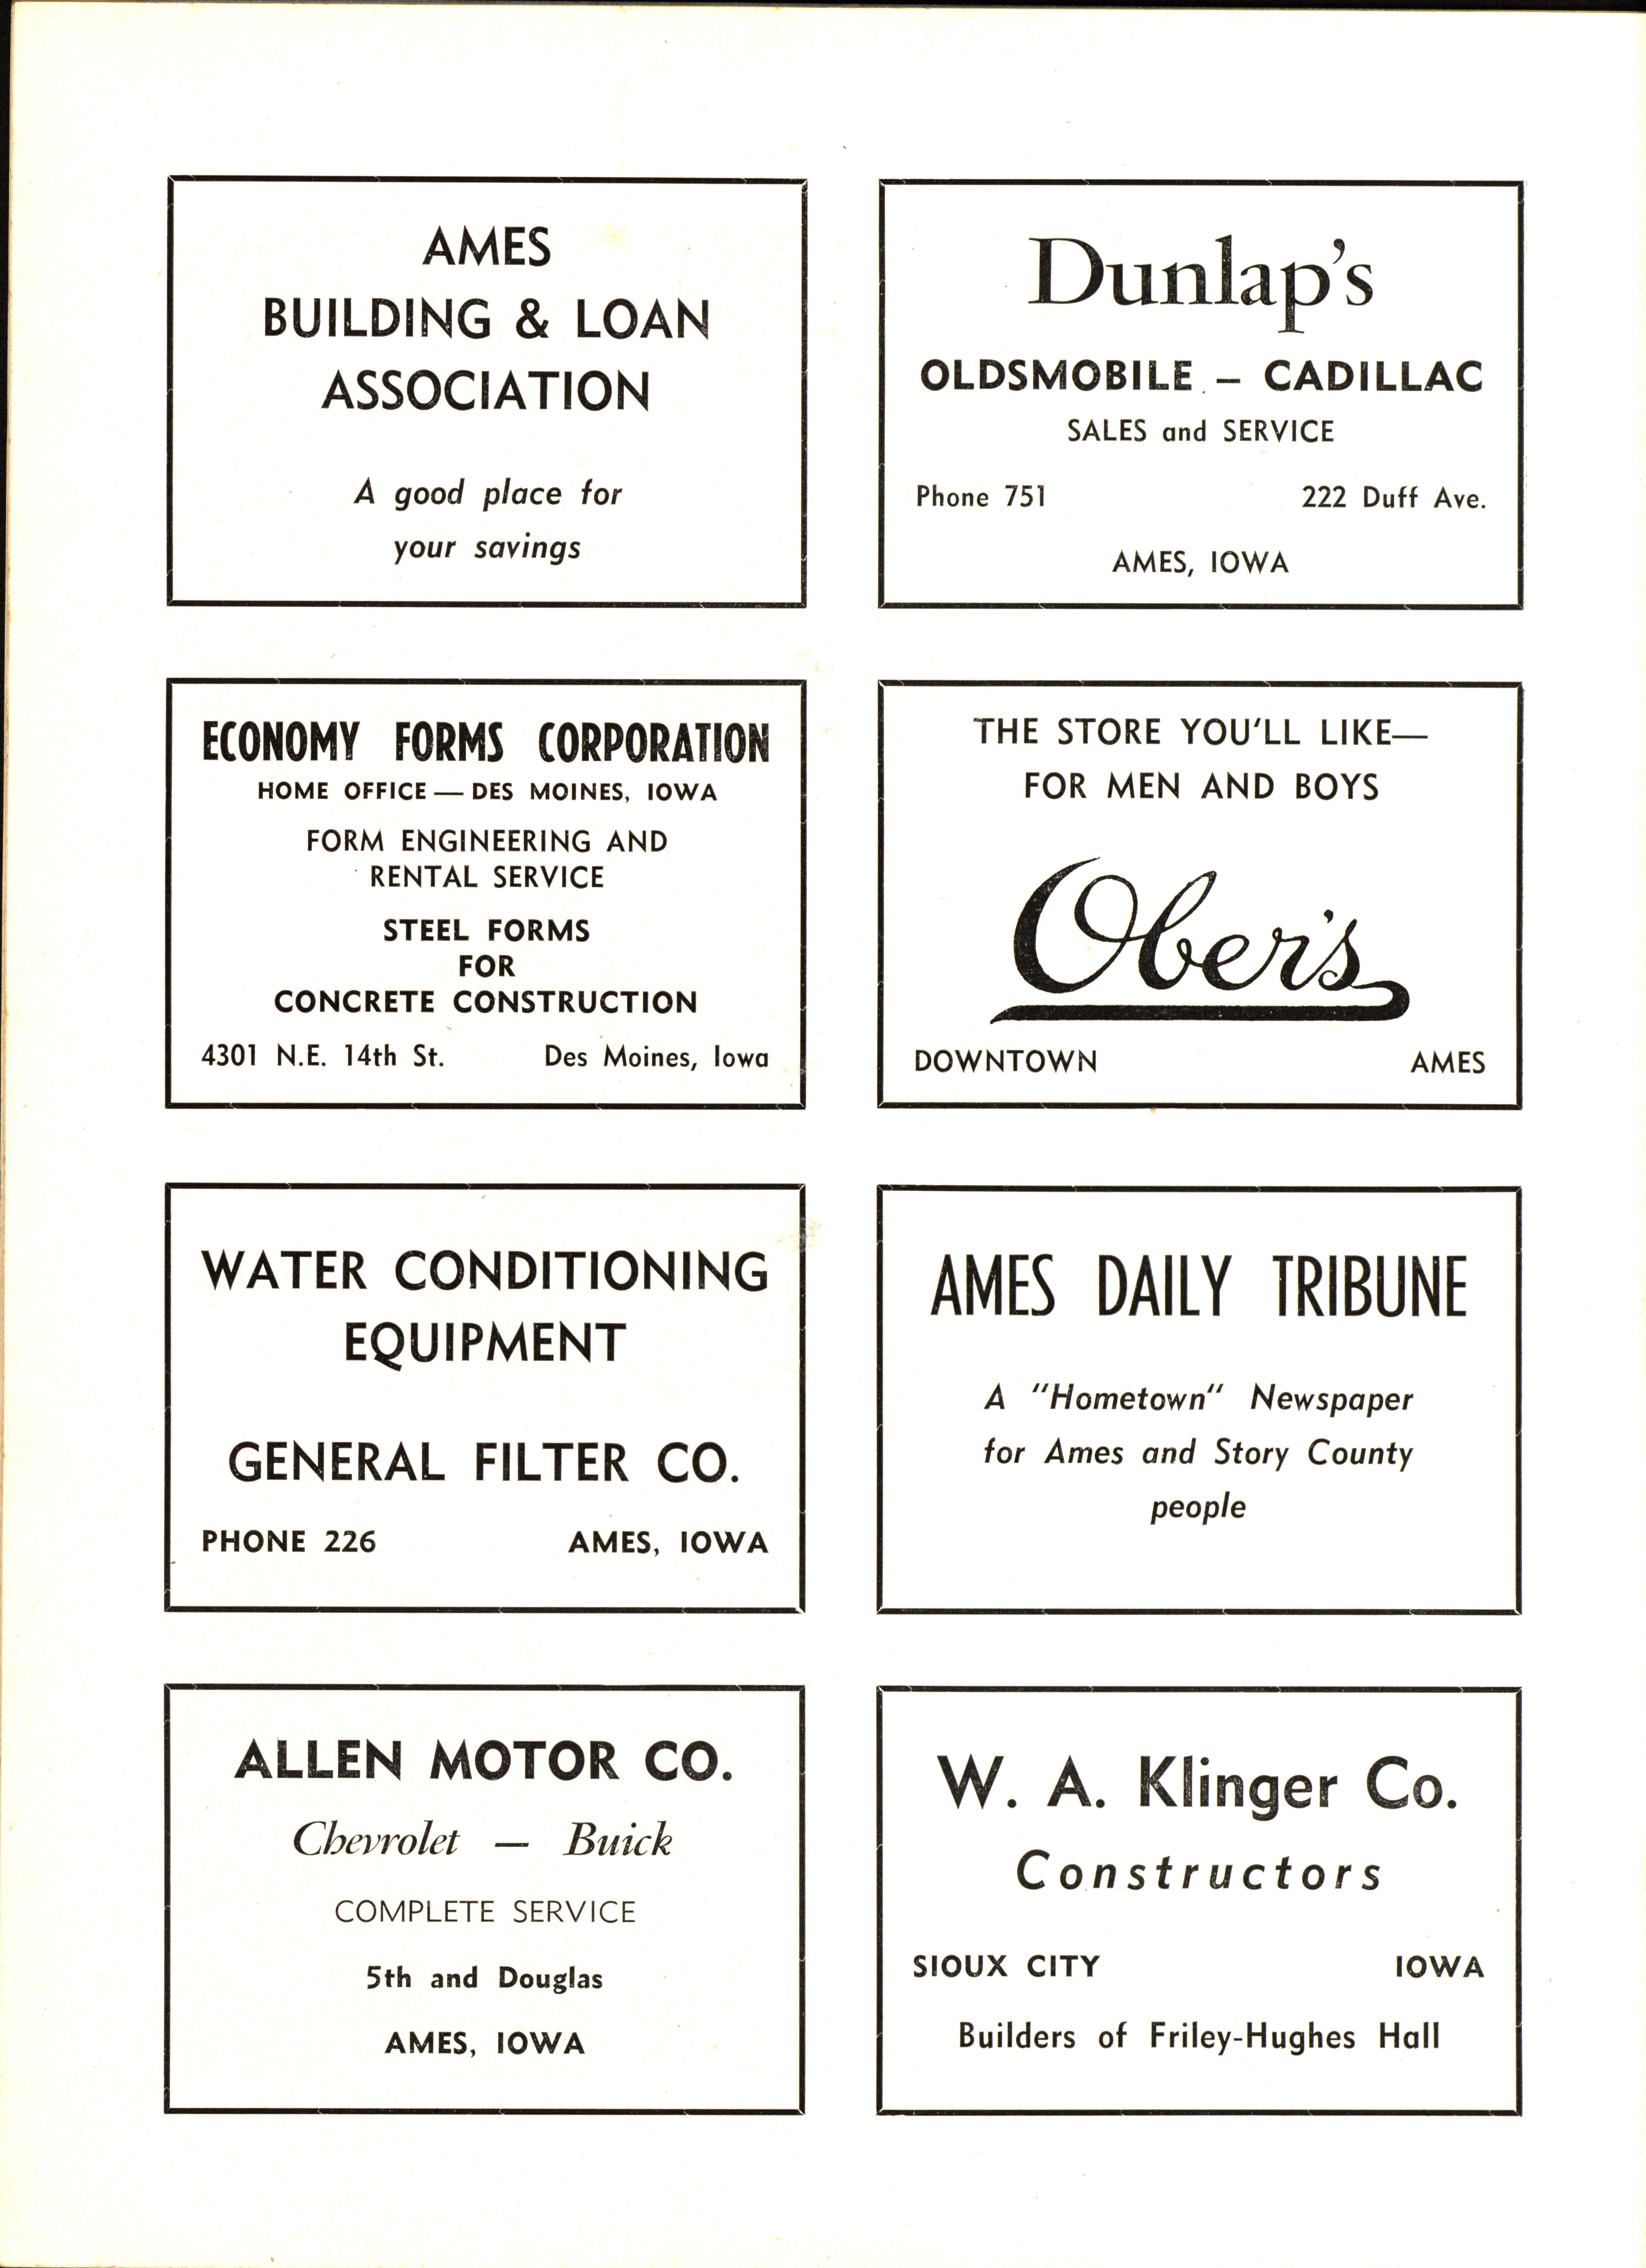 AMES
BUILDING & LOAN
ASSOCIATION
A good place for
your savings
Dunlap's
OLDSMOBILE – CADILLAC
SALES and SERVICE
Phone 751 222 Duff Ave.
AMES, IOWA
ECONOMY FORMS CORPORATION
HOME OFFICE — DES MOINES, IOWA
FORM ENGINEERING AND
RENTAL SERVICE
STEEL FORMS
FOR
CONCRETE CONSTRUCTION
4301 N.E. 14th St. Des Moines, Iowa
THE STORE YOU'LL LIKE—
FOR MEN AND BOYS
Ober's
DOWNTOWN AMES
WATER CONDITIONING
EQUIPMENT
GENERAL FILTER CO.
PHONE 226 AMES, IOWA
AMES DAILY TRIBUNE
A "Hometown" Newspaper
for Ames and Story County
people
ALLEN MOTOR CO.
Chevrolet — Buick
COMPLETE SERVICE
5th and Douglas
AMES, IOWA
W. A. Klinger Co.
Constructors
SIOUX CITY IOWA
Builders of Friley-Hughes Hall